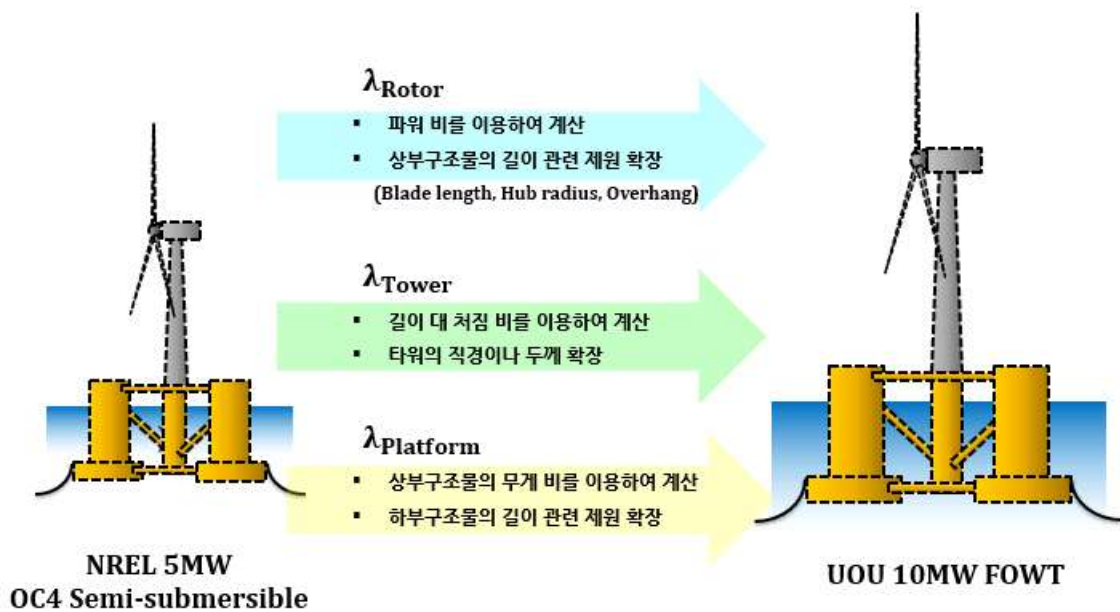 λRotor
▪ 파워 비를 이용하여 계산
▪ 상부구조물의 길이 관련 제원 확장
(Blade length, Hub radius, Overhang)
λTower
▪ 길이 대 처짐 비를 이용하여 계산
▪ 타워의 직경이나 두께 확장
λPlatform
▪ 상부구조물의 무게 비를 이용하여 계산
▪ 하부구조물의 길이 관련 제원 확장
NREL 5MW
OC4 Semi-submersible
UOU 10MW FOWT